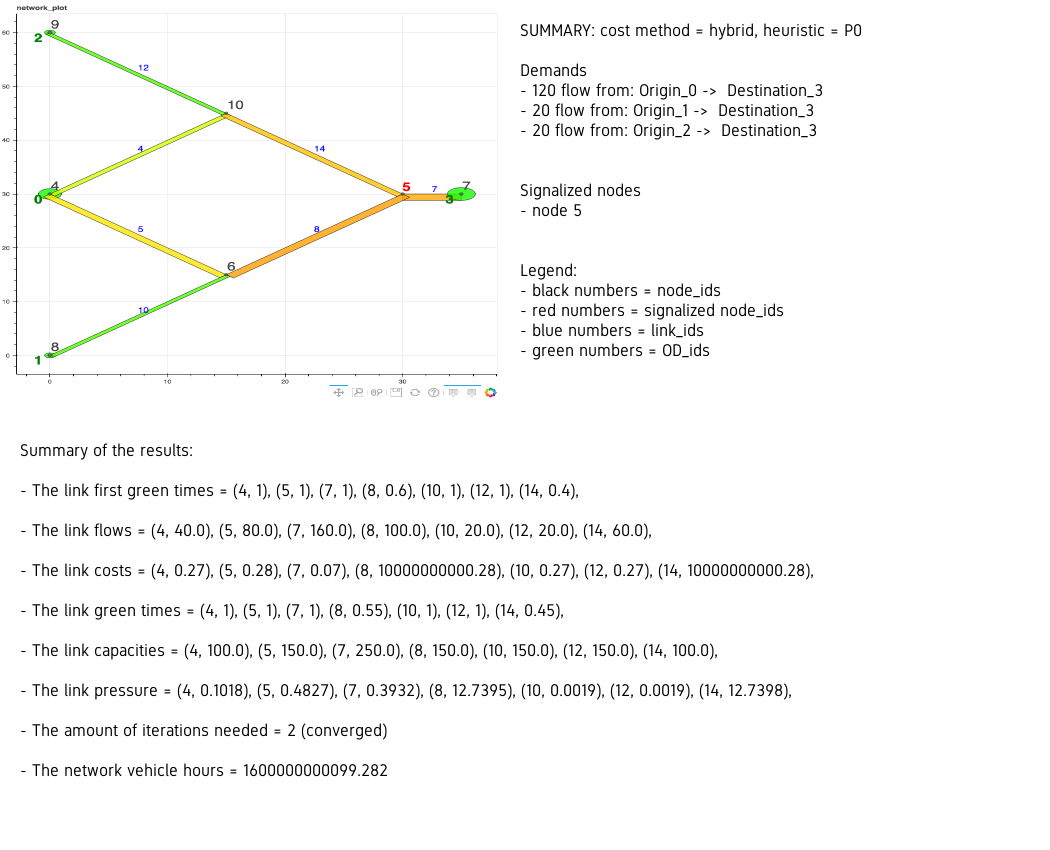 network_plot
60
50
40
30
20
10
0
0
10
20
30
9
2
12
10
4
14
4
0
5
7
7
3
5
8
6
10
8
1
SUMMARY: cost method = hybrid, heuristic = P0
Demands
- 120 flow from: Origin_0 -> Destination_3
- 20 flow from: Origin_1 -> Destination_3
- 20 flow from: Origin_2 -> Destination_3
Signalized nodes
- node 5
Legend:
- black numbers = node_ids
- red numbers = signalized node_ids
- blue numbers = link_ids
- green numbers = OD_ids
Summary of the results:
- The link first green times = (4, 1), (5, 1), (7, 1), (8, 0.6), (10, 1), (12, 1), (14, 0.4),
- The link flows = (4, 40.0), (5, 80.0), (7, 160.0), (8, 100.0), (10, 20.0), (12, 20.0), (14, 60.0),
- The link costs = (4, 0.27), (5, 0.28), (7, 0.07), (8, 10000000000.28), (10, 0.27), (12, 0.27), (14, 10000000000.28),
- The link green times = (4, 1), (5, 1), (7, 1), (8, 0.55), (10, 1), (12, 1), (14, 0.45),
- The link capacities = (4, 100.0), (5, 150.0), (7, 250.0), (8, 150.0), (10, 150.0), (12, 150.0), (14, 100.0),
- The link pressure = (4, 0.1018), (5, 0.4827), (7, 0.3932), (8, 12.7395), (10, 0.0019), (12, 0.0019), (14, 12.7398),
- The amount of iterations needed = 2 (converged)
- The network vehicle hours = 1600000000099.282